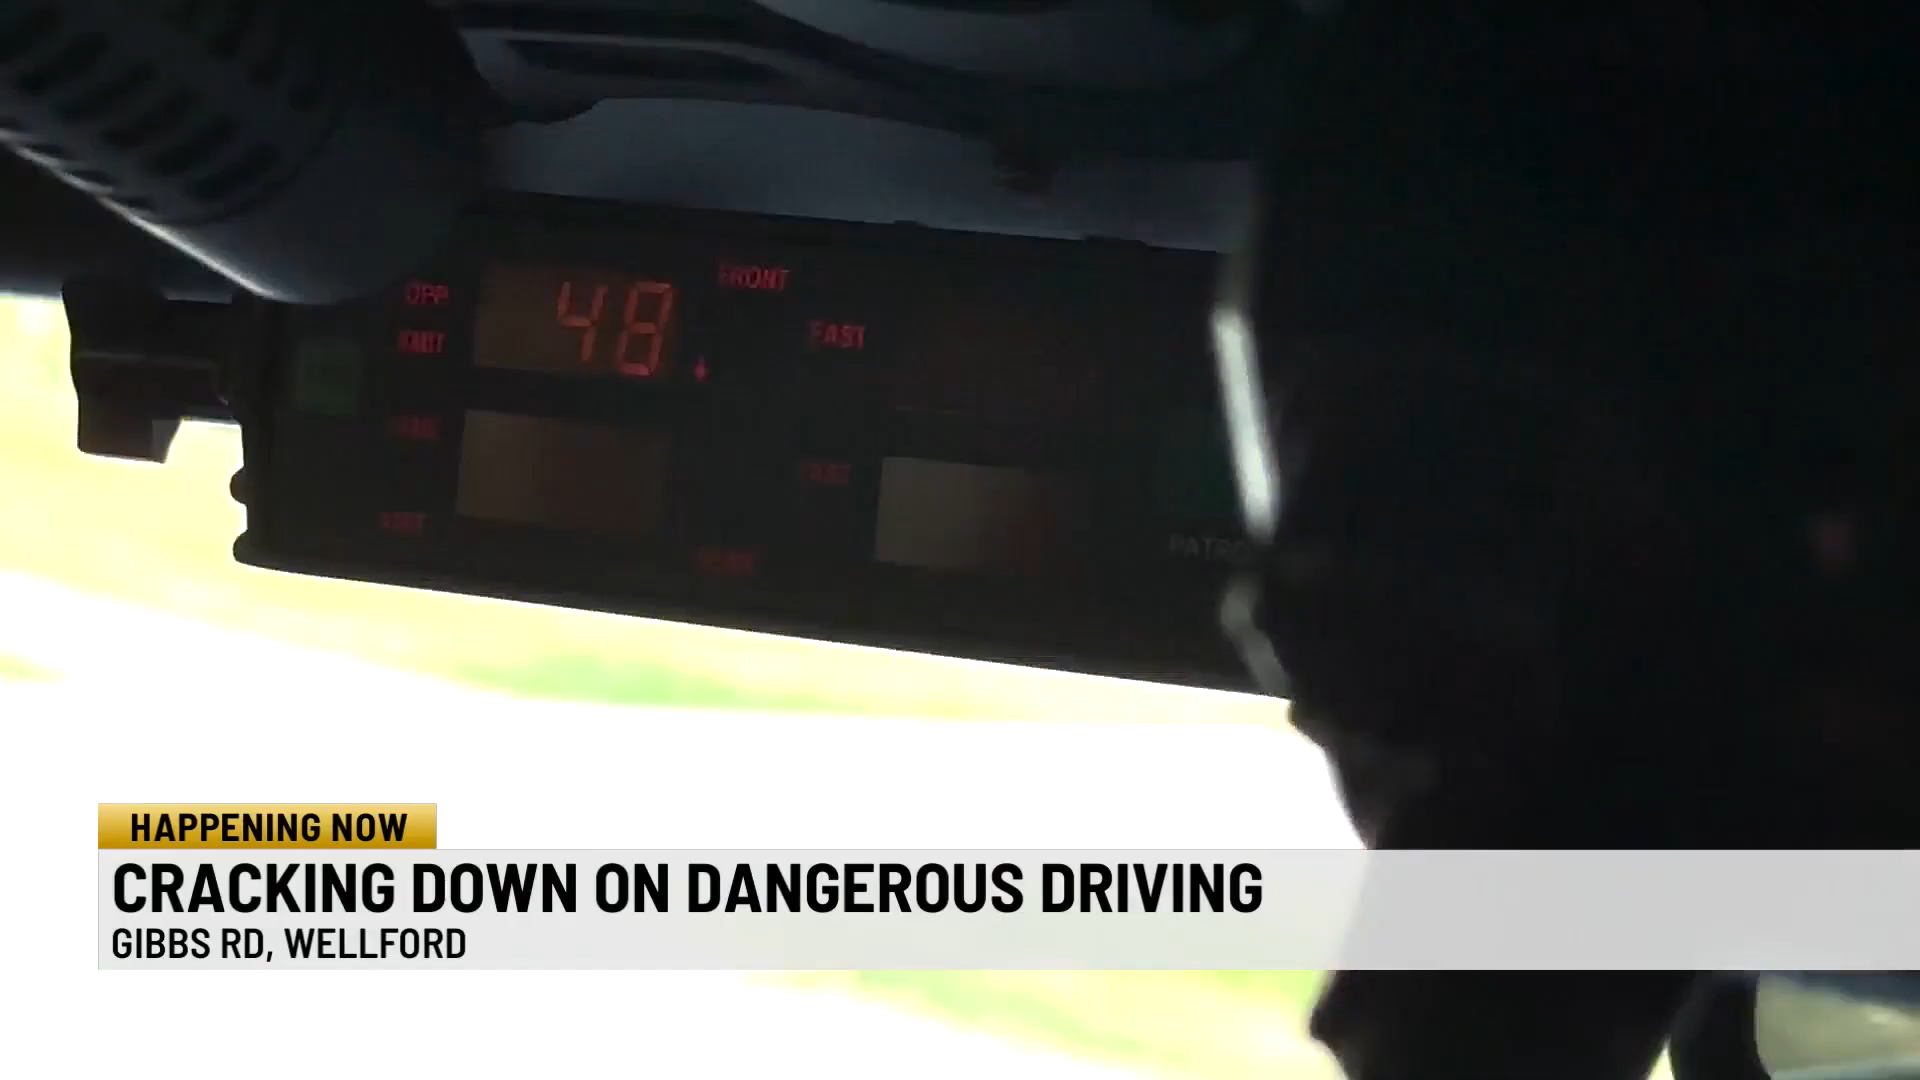 FRONT
OPP
48
FAST
XMIT
HAPPENING NOW
CRACKING DOWN ON DANGEROUS DRIVING
GIBBS RD, WELLFORD